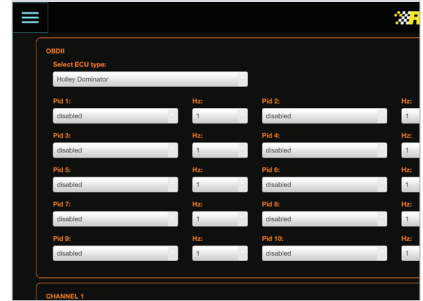 OBDII
Select ECU type:
Holley Dominator
Pid 1: Hz: Pid 2: Hz:
disabled 1 disabled 1
Pid 3: Hz: Pid 4: Hz:
disabled 1 disabled 1
Pid 5: Hz: Pid 6: Hz:
disabled 1 disabled 1
Pid 7: Hz: Pid 8: Hz:
disabled 1 disabled 1
Pid 9: Hz: Pid 10: Hz:
disabled 1 disabled 1
CHANNEL 1